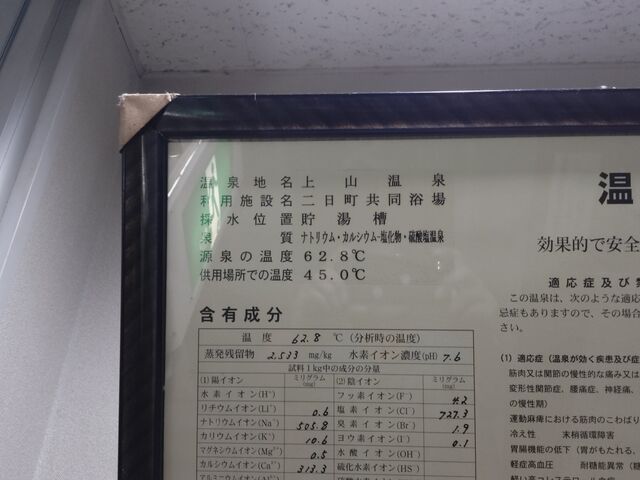 温泉地名 上山温泉
利用施設名 二日町共同浴場
採水位置 貯湯槽
泉質 ナトリウム・カルシウム-塩化物・硫酸塩温泉
源泉の温度 62.8℃
供用場所での温度 45.0℃
含有成分
温度 62.8 ℃(分析時の温度)
蒸発残留物 2.533 mg/kg 水素イオン濃度(pH) 7.6
試料1kg中の成分の分量
(1)陽イオン ミリグラム(mg) (2)陰イオン ミリグラム(mg)
水素イオン(H⁺) フッ素イオン(F⁻) 4.2
リチウムイオン(Li⁺) 0.6 塩素イオン(Cl⁻) 727.3
ナトリウムイオン(Na⁺) 505.8 臭素イオン(Br⁻) 1.9
カリウムイオン(K⁺) 10.6 ヨウ素イオン(I⁻) 0.1
マグネシウムイオン(Mg²⁺) 0.5 水酸イオン(OH⁻)
カルシウムイオン(Ca²⁺) 313.3 硫化水素イオン(HS⁻)
温
効果的で安全
適応症及び禁
この温泉は、次のような適応
忌症もありますので、その場合
さい。
(1) 適応症(温泉が効く疾患及び症
筋肉又は関節の慢性的な痛み又は
変形性関節症、腰痛症、神経痛、
の慢性期)
運動麻痺における筋肉のこわばり
冷え性 末梢循環障害
胃腸機能の低下(胃がもたれる、
軽症高血圧 耐糖能異常(糖